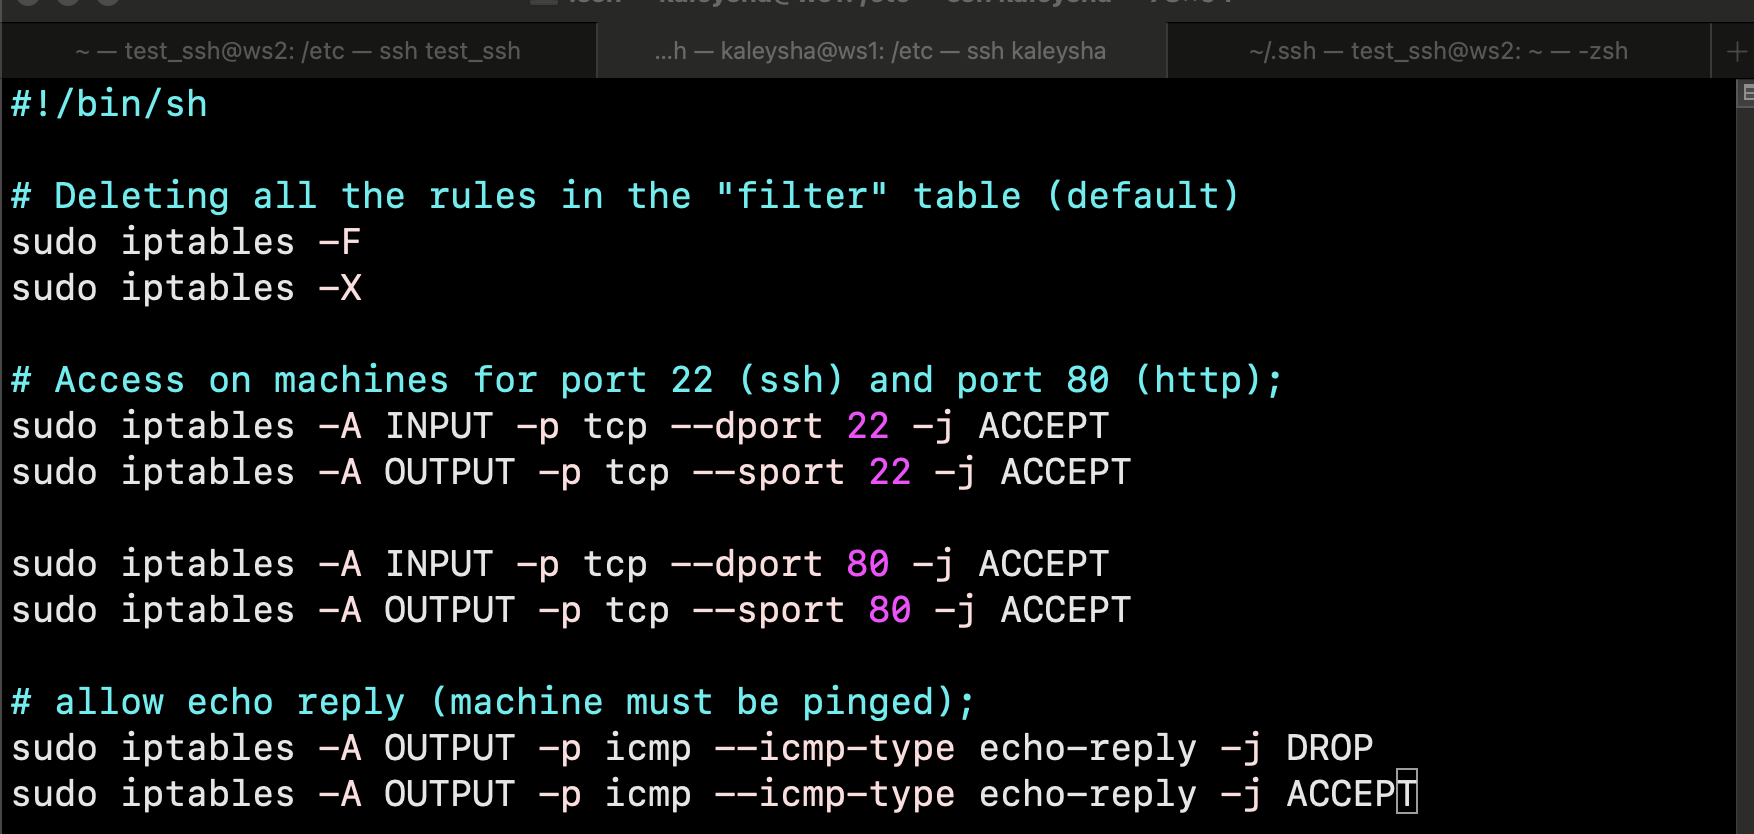 ~ — test_ssh@ws2: /etc — ssh test_ssh
...h — kaleysha@ws1: /etc — ssh kaleysha
~/.ssh — test_ssh@ws2: ~ — -zsh
+
#!/bin/sh
# Deleting all the rules in the "filter" table (default)
sudo iptables -F
sudo iptables -X
# Access on machines for port 22 (ssh) and port 80 (http);
sudo iptables -A INPUT -p tcp --dport 22 -j ACCEPT
sudo iptables -A OUTPUT -p tcp --sport 22 -j ACCEPT
sudo iptables -A INPUT -p tcp --dport 80 -j ACCEPT
sudo iptables -A OUTPUT -p tcp --sport 80 -j ACCEPT
# allow echo reply (machine must be pinged);
sudo iptables -A OUTPUT -p icmp --icmp-type echo-reply -j DROP
sudo iptables -A OUTPUT -p icmp --icmp-type echo-reply -j ACCEPT